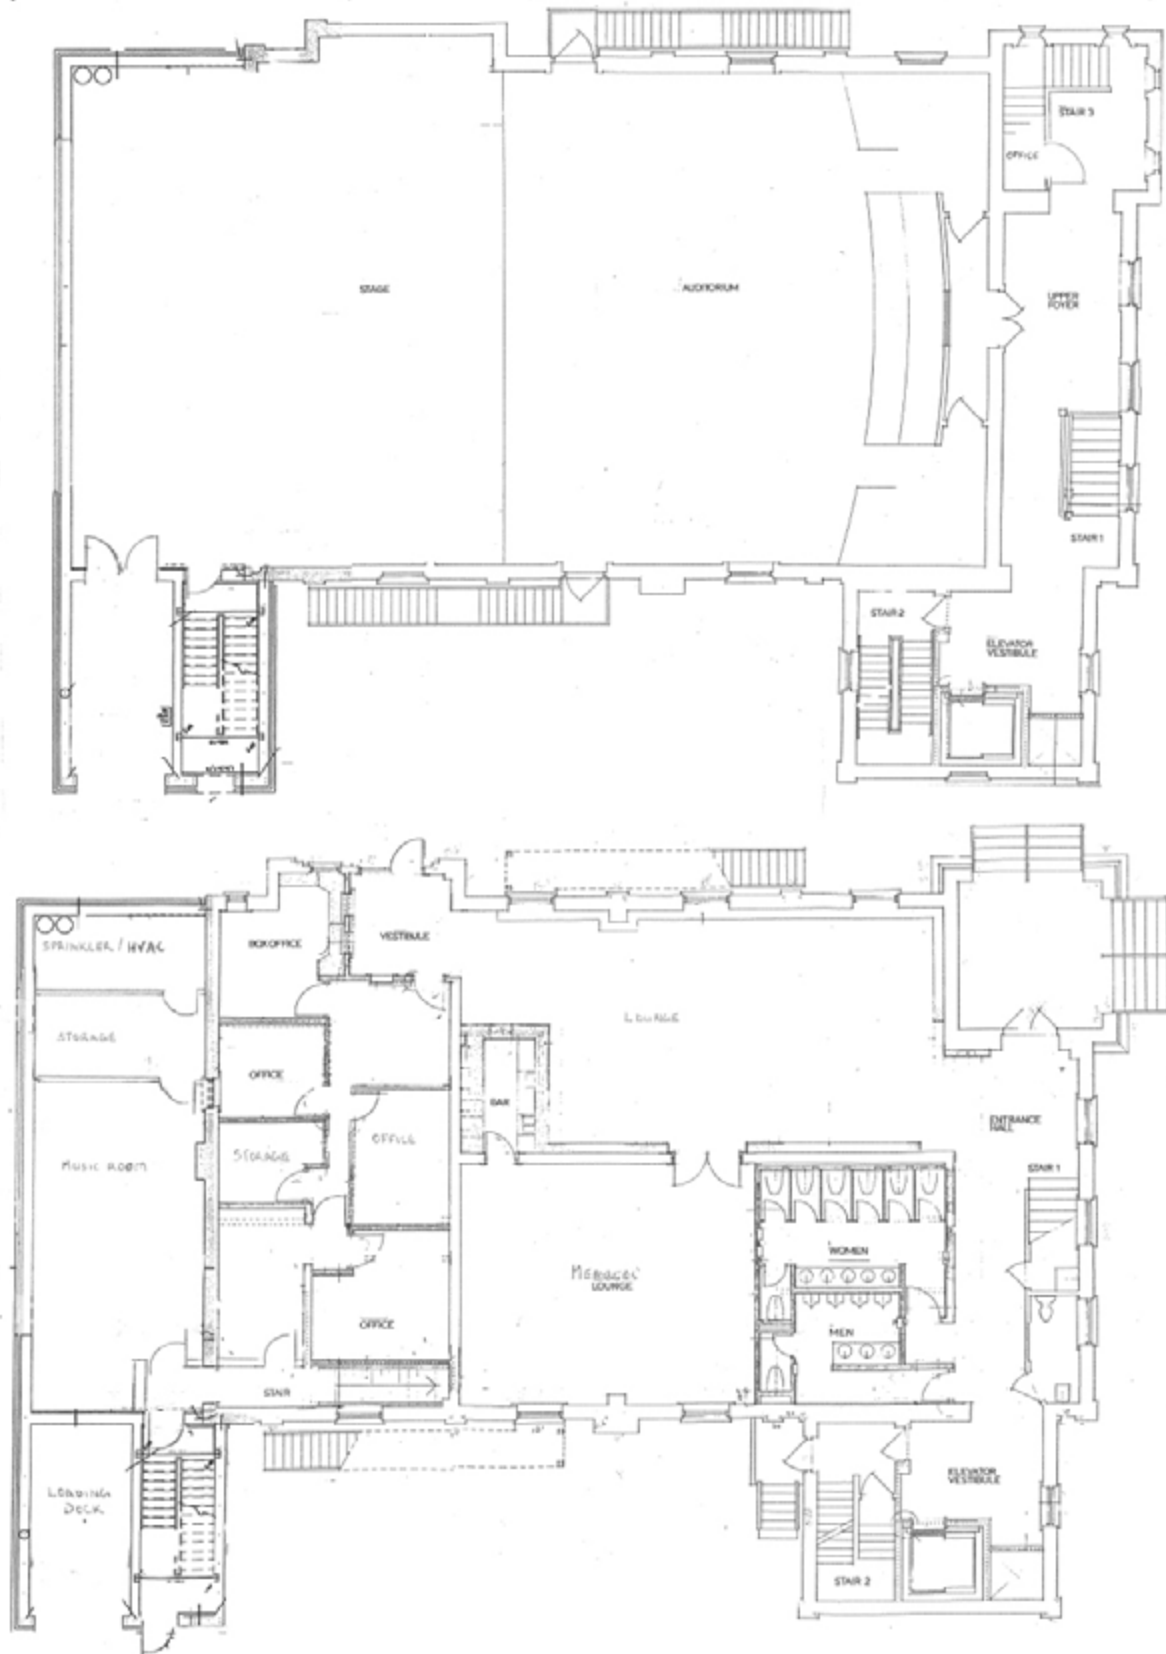 STAIR 3
OFFICE
STAGE
AUDITORIUM
UPPER
FOYER
STAIR 1
STAIR 2
ELEVATOR
VESTIBULE
SPRINKLER / HVAC
BOX OFFICE
VESTIBULE
LOUNGE
STORAGE
OFFICE
BAR
ENTRANCE
HALL
OFFICE
STORAGE
MUSIC ROOM
STAIR 1
WOMEN
LOUNGE
OFFICE
MEN
STAIR
LOADING
DOCK
ELEVATOR
VESTIBULE
STAIR 2